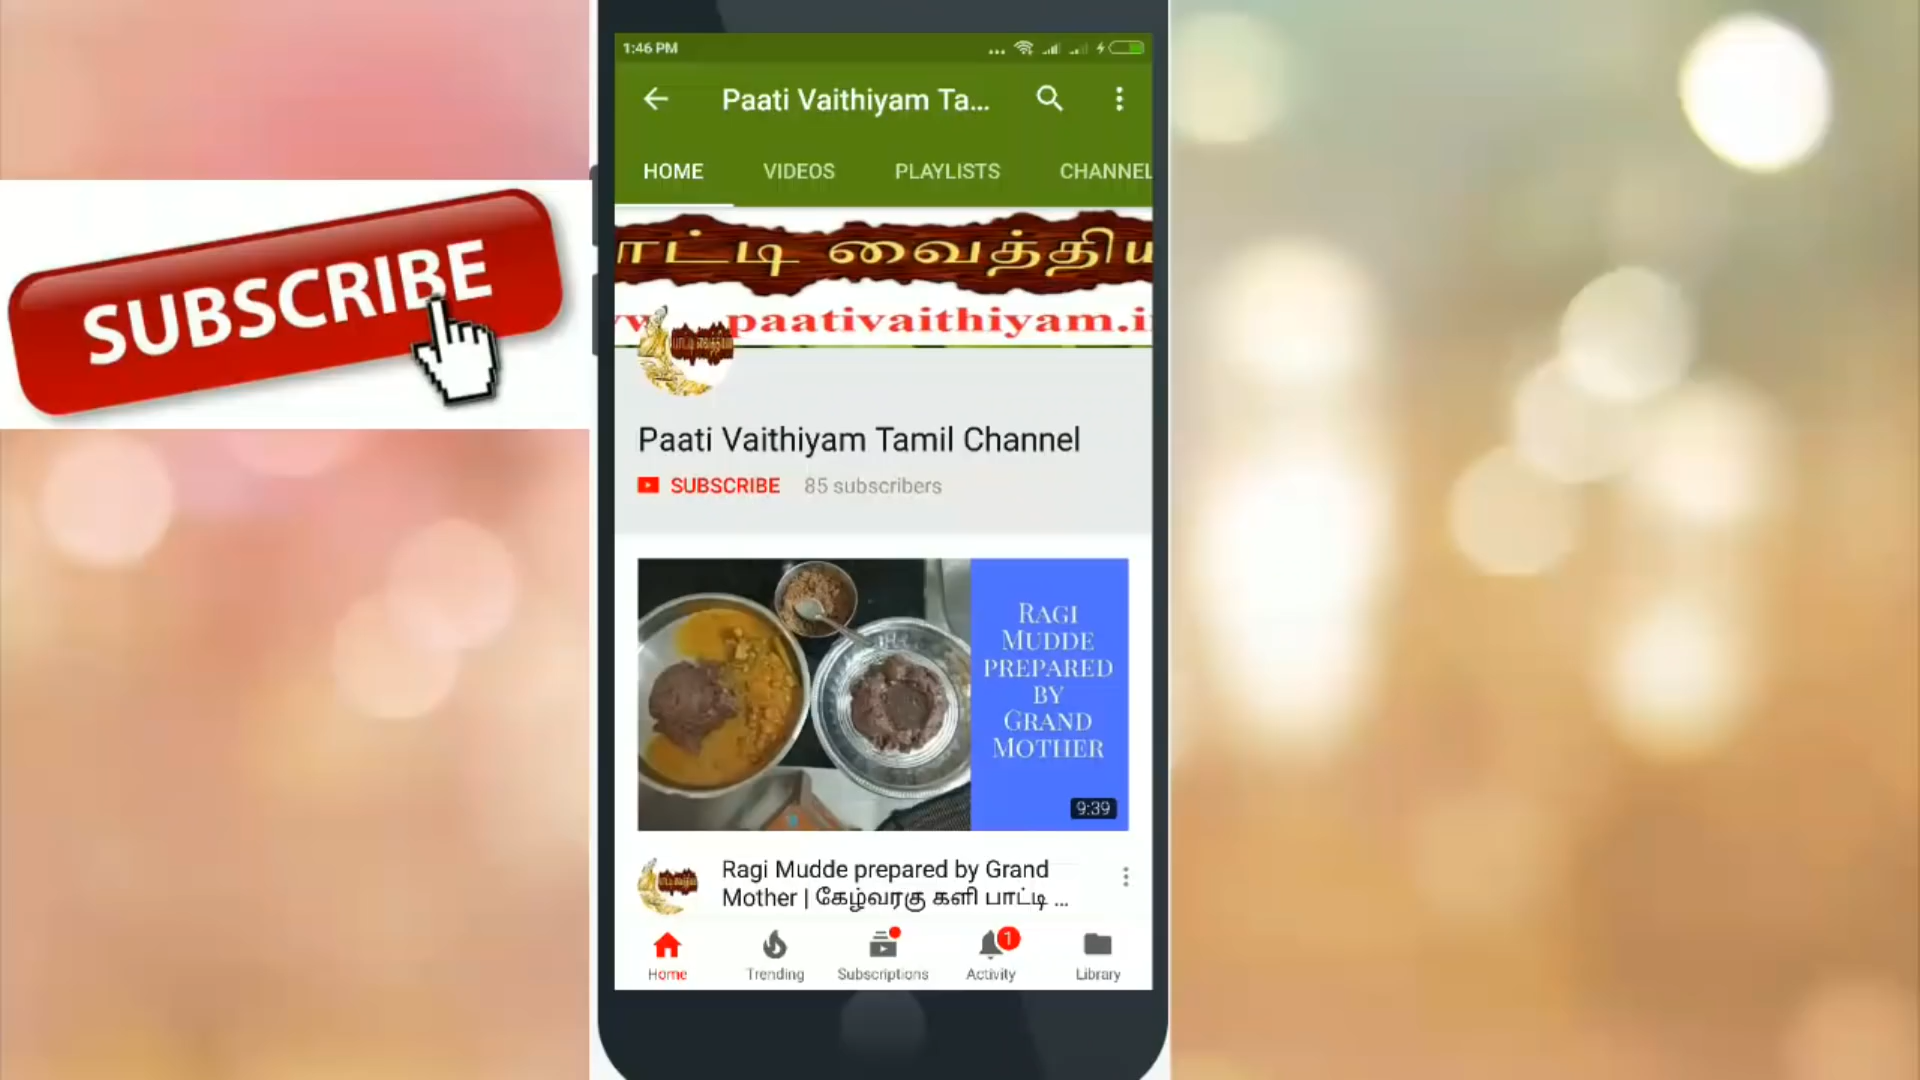 SUBSCRIBE
1:46 PM
Paati Vaithiyam Ta...
HOME VIDEOS PLAYLISTS CHANNEL
பாட்டி வைத்திய
paativaithiyam.i
Paati Vaithiyam Tamil Channel
SUBSCRIBE 85 subscribers
RAGI
MUDDE
PREPARED
BY
GRAND
MOTHER
9:39
Ragi Mudde prepared by Grand
Mother | கேழ்வரகு களி பாட்டி ...
1
Home Trending Subscriptions Activity Library